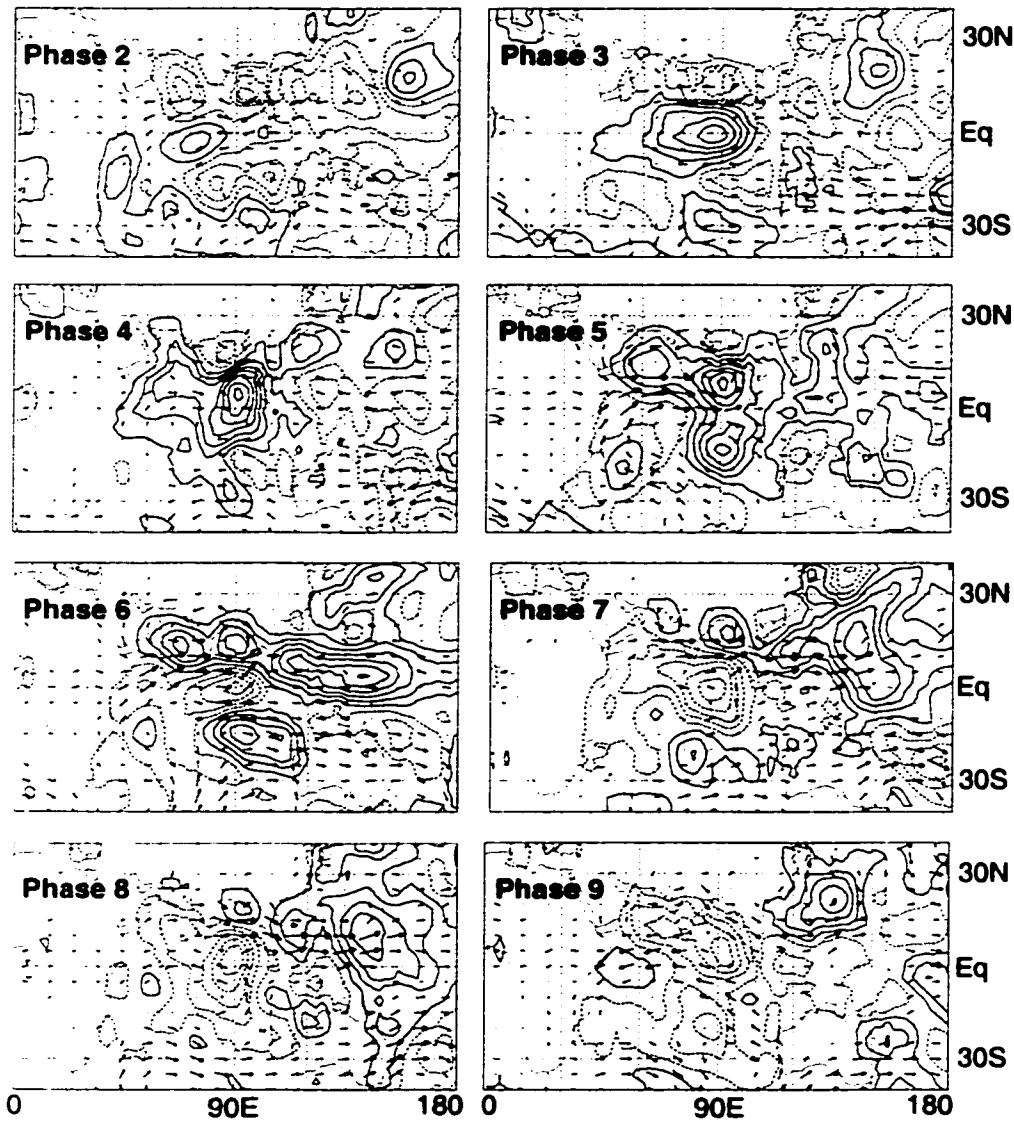 Phase 2
Phase 3
30N
Eq
30S
Phase 4
Phase 5
30N
Eq
30S
Phase 6
Phase 7
30N
Eq
30S
Phase 8
Phase 9
30N
Eq
30S
0
90E
180
0
90E
180